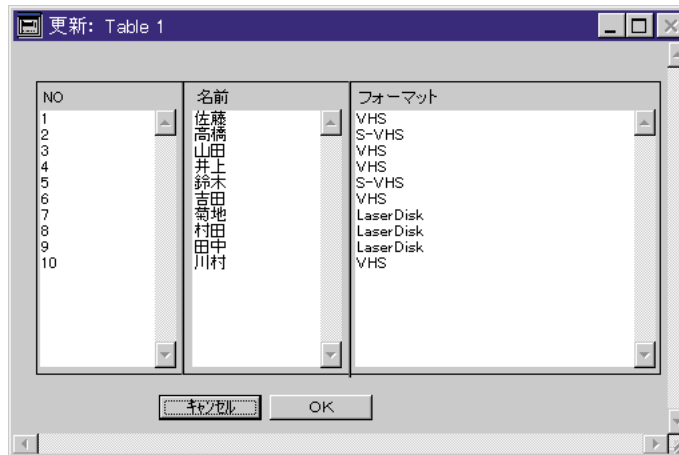 更新: Table 1
NO 名前 フォーマット
1 佐藤 VHS
2 高橋 S-VHS
3 山田 VHS
4 井上 VHS
5 鈴木 S-VHS
6 吉田 VHS
7 菊地 LaserDisk
8 村田 LaserDisk
9 田中 LaserDisk
10 川村 VHS
キャンセル OK